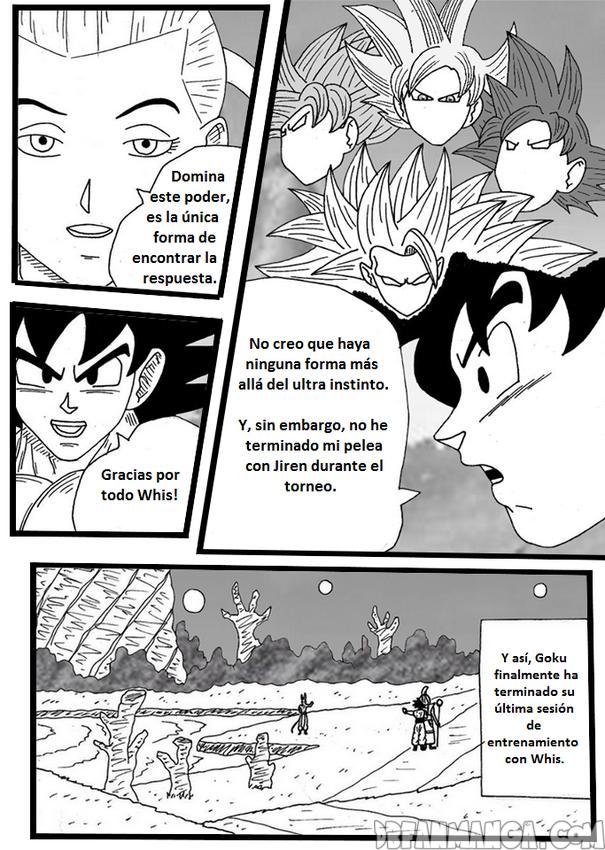 Domina
este poder,
es la única
forma de
encontrar la
respuesta.
No creo que haya
ninguna forma más
allá del ultra instinto.
Y, sin embargo, no he
terminado mi pelea
con Jiren durante el
torneo.
Gracias por
todo Whis!
Y así, Goku
finalmente ha
terminado su
última sesión
de
entrenamiento
con Whis.
DBFANMANGA.COM